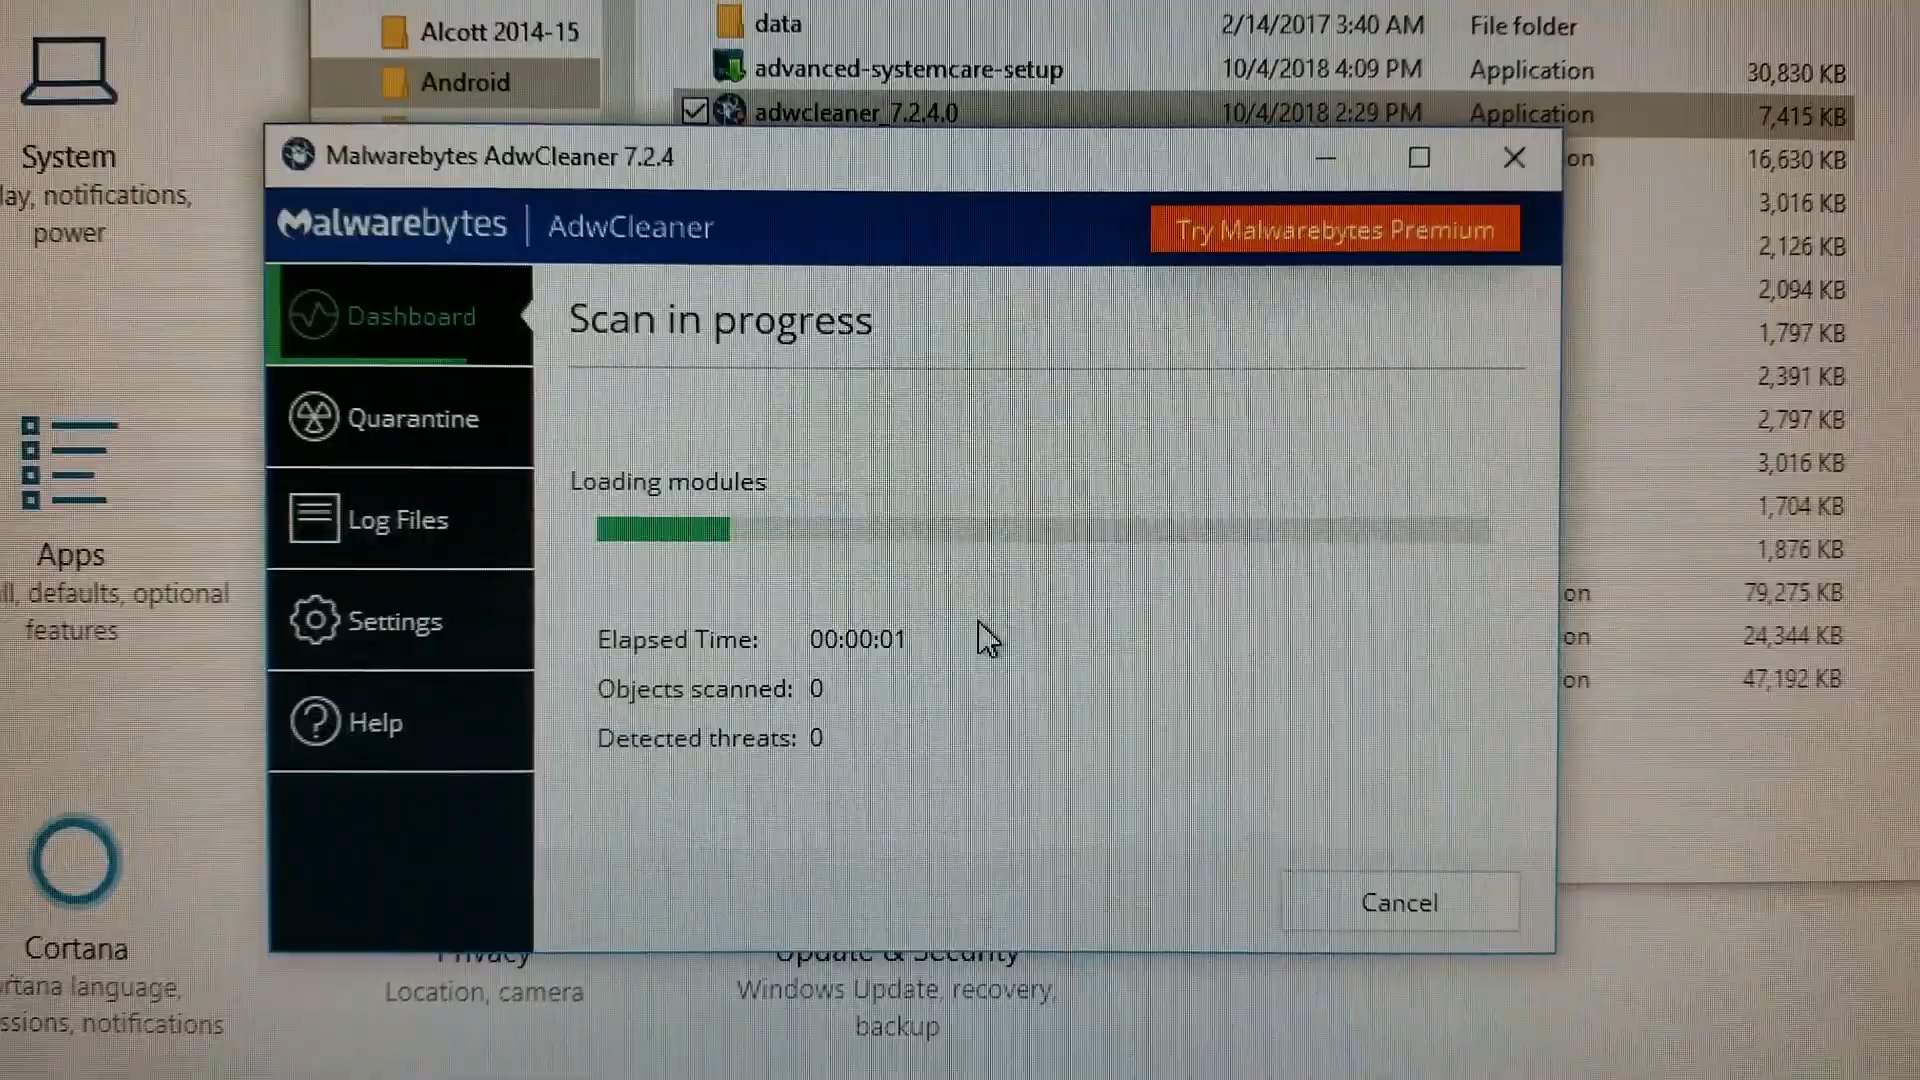 Alcott 2014-15
Android
data 2/14/2017 3:40 AM File folder
advanced-systemcare-setup 10/4/2018 4:09 PM Application 30,830 KB
adwcleaner_7.2.4.0 10/4/2018 2:29 PM Application 7,415 KB
on 16,630 KB
3,016 KB
2,126 KB
2,094 KB
1,797 KB
2,391 KB
2,797 KB
3,016 KB
1,704 KB
1,876 KB
on 79,275 KB
on 24,344 KB
on 47,192 KB
System
lay, notifications,
power
Apps
ll, defaults, optional
features
Cortana
rtana language,
ssions, notifications
Malwarebytes AdwCleaner 7.2.4
Malwarebytes | AdwCleaner
Try Malwarebytes Premium
Dashboard
Quarantine
Log Files
Settings
Help
Scan in progress
Loading modules
Elapsed Time: 00:00:01
Objects scanned: 0
Detected threats: 0
Cancel
Privacy
Location, camera
Update & Security
Windows Update, recovery,
backup